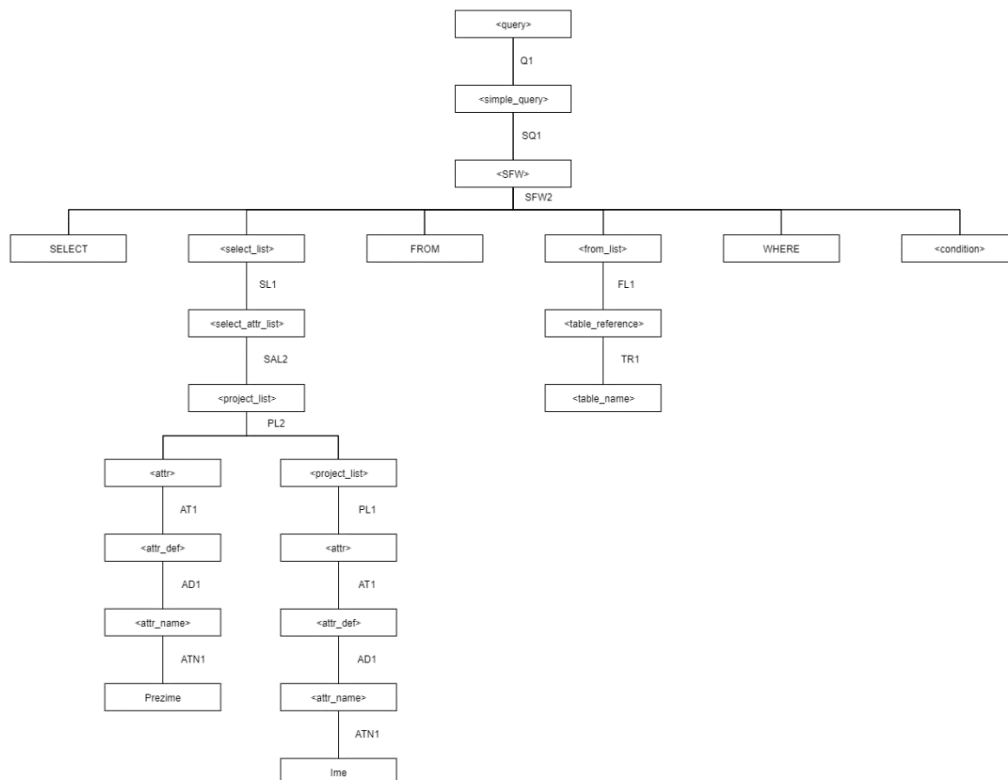 <query>
Q1
<simple_query>
SQ1
<SFW>
SFW2
SELECT
<select_list>
FROM
<from_list>
WHERE
<condition>
SL1
FL1
<select_attr_list>
<table_reference>
SAL2
TR1
<project_list>
<table_name>
PL2
<attr>
<project_list>
AT1
PL1
<attr_def>
<attr>
AD1
AT1
<attr_name>
<attr_def>
ATN1
AD1
Prezime
<attr_name>
ATN1
Ime